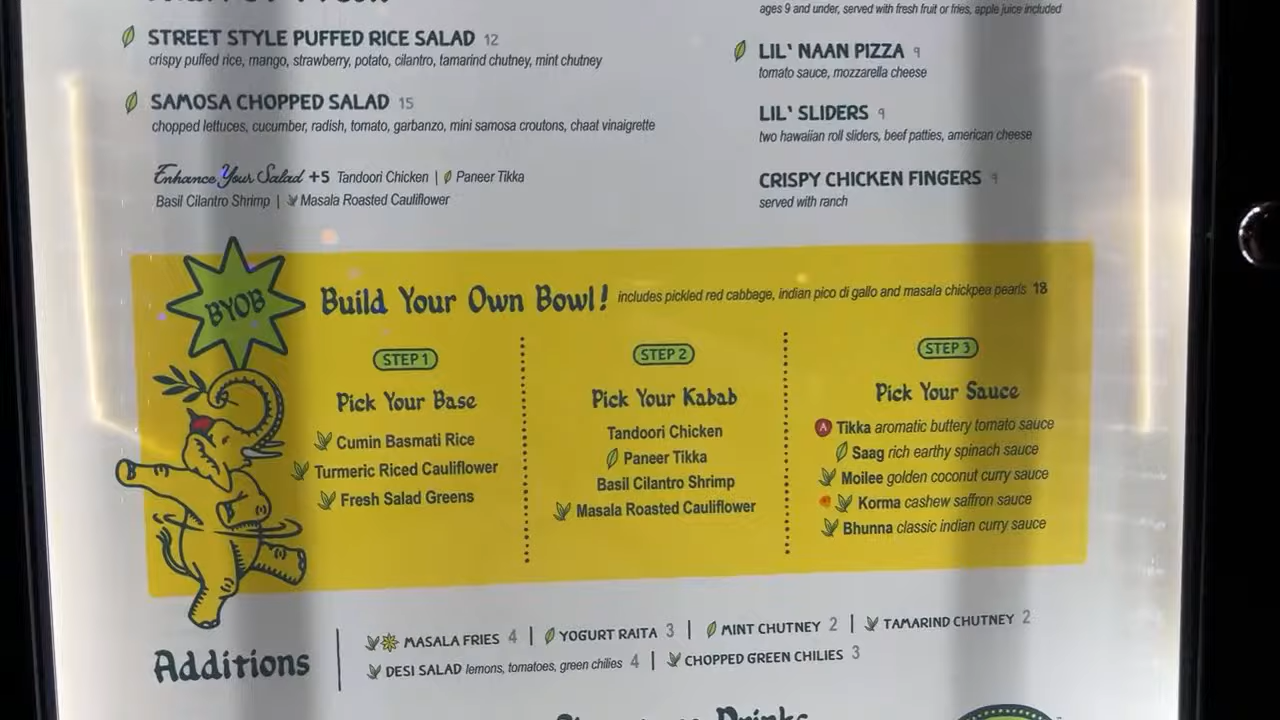 ages 9 and under, served with fresh fruit or fries, apple juice included
STREET STYLE PUFFED RICE SALAD 12
crispy puffed rice, mango, strawberry, potato, cilantro, tamarind chutney, mint chutney
SAMOSA CHOPPED SALAD 15
chopped lettuces, cucumber, radish, tomato, garbanzo, mini samosa croutons, chaat vinaigrette
Enhance Your Salad +5 Tandoori Chicken | Paneer Tikka
Basil Cilantro Shrimp | Masala Roasted Cauliflower
LIL' NAAN PIZZA 9
tomato sauce, mozzarella cheese
LIL' SLIDERS 9
two hawaiian roll sliders, beef patties, american cheese
CRISPY CHICKEN FINGERS 9
served with ranch
BYOB
Build Your Own Bowl! includes pickled red cabbage, indian pico di gallo and masala chickpea pearls 18
STEP 1
Pick Your Base
Cumin Basmati Rice
Turmeric Riced Cauliflower
Fresh Salad Greens
STEP 2
Pick Your Kabab
Tandoori Chicken
Paneer Tikka
Basil Cilantro Shrimp
Masala Roasted Cauliflower
STEP 3
Pick Your Sauce
A Tikka aromatic buttery tomato sauce
Saag rich earthy spinach sauce
Moilee golden coconut curry sauce
Korma cashew saffron sauce
Bhunna classic indian curry sauce
Additions
MASALA FRIES 4 | YOGURT RAITA 3 | MINT CHUTNEY 2 | TAMARIND CHUTNEY 2
DESI SALAD lemons, tomatoes, green chilies 4 | CHOPPED GREEN CHILIES 3
Drinks